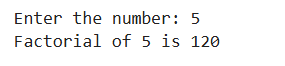 Enter the number: 5
Factorial of 5 is 120